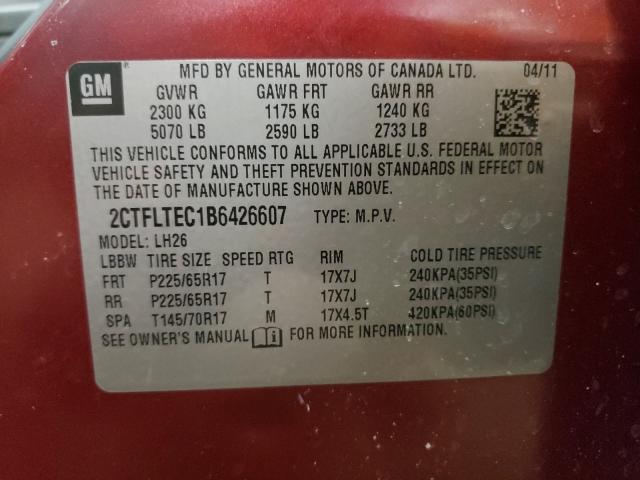 GM MFD BY GENERAL MOTORS OF CANADA LTD. 04/11
GVWR GAWR FRT GAWR RR
2300 KG 1175 KG 1240 KG
5070 LB 2590 LB 2733 LB
THIS VEHICLE CONFORMS TO ALL APPLICABLE U.S. FEDERAL MOTOR
VEHICLE SAFETY AND THEFT PREVENTION STANDARDS IN EFFECT ON
THE DATE OF MANUFACTURE SHOWN ABOVE.
2CTFLTEC1B6426607 TYPE: M.P.V.
MODEL: LH26
LBBW TIRE SIZE SPEED RTG RIM COLD TIRE PRESSURE
FRT P225/65R17 T 17X7J 240KPA(35PSI)
RR P225/65R17 T 17X7J 240KPA(35PSI)
SPA T145/70R17 M 17X4.5T 420KPA(60PSI)
SEE OWNER'S MANUAL FOR MORE INFORMATION.